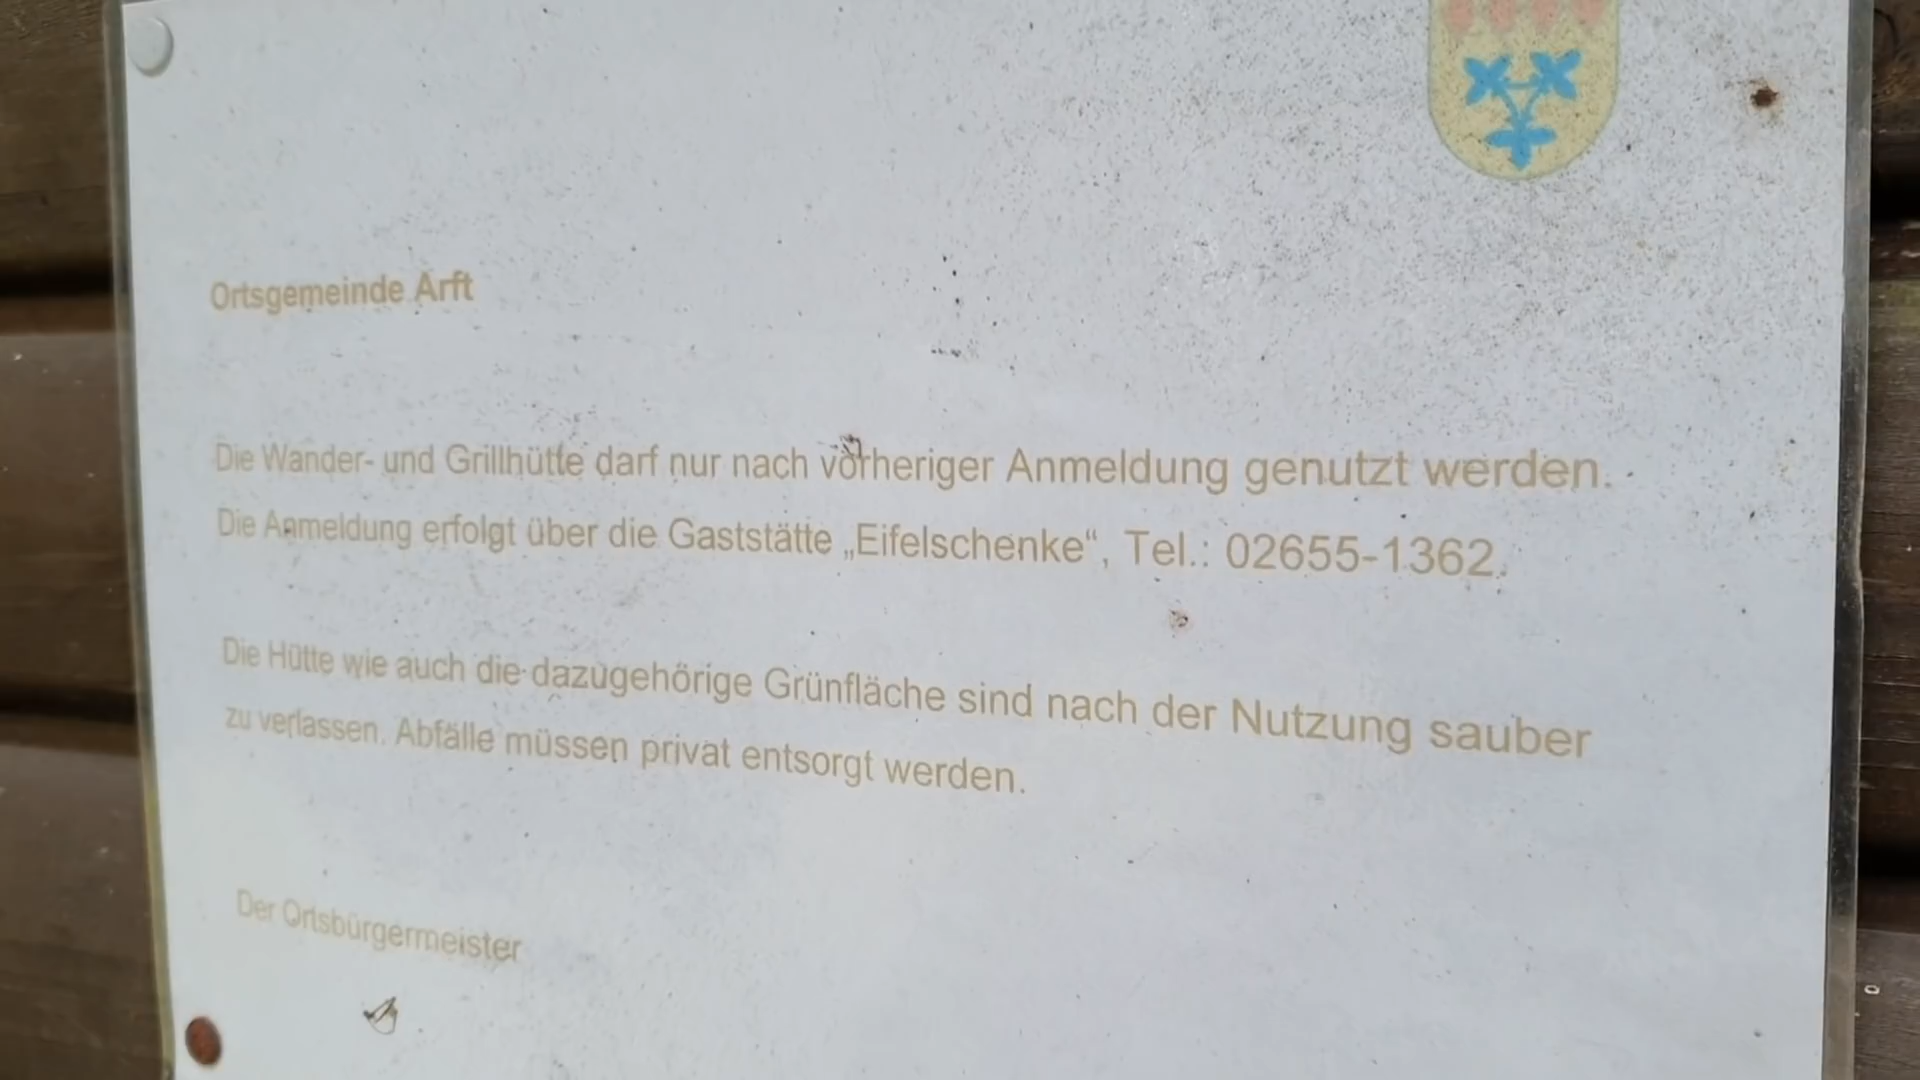 Ortsgemeinde Arft
Die Wander- und Grillhütte darf nur nach vorheriger Anmeldung genutzt werden.
Die Anmeldung erfolgt über die Gaststätte „Eifelschenke“, Tel.: 02655-1362.
Die Hütte wie auch die dazugehörige Grünfläche sind nach der Nutzung sauber
zu verlassen. Abfälle müssen privat entsorgt werden.
Der Ortsbürgermeister